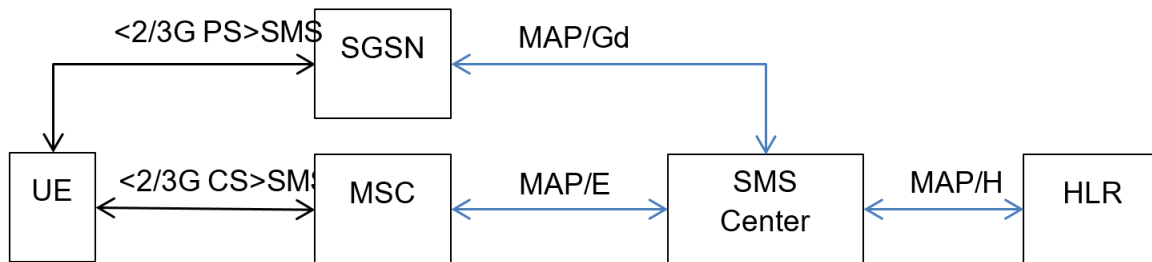 <2/3G PS>SMS
SGSN
MAP/Gd
UE
<2/3G CS>SMS
MSC
MAP/E
SMS
Center
MAP/H
HLR